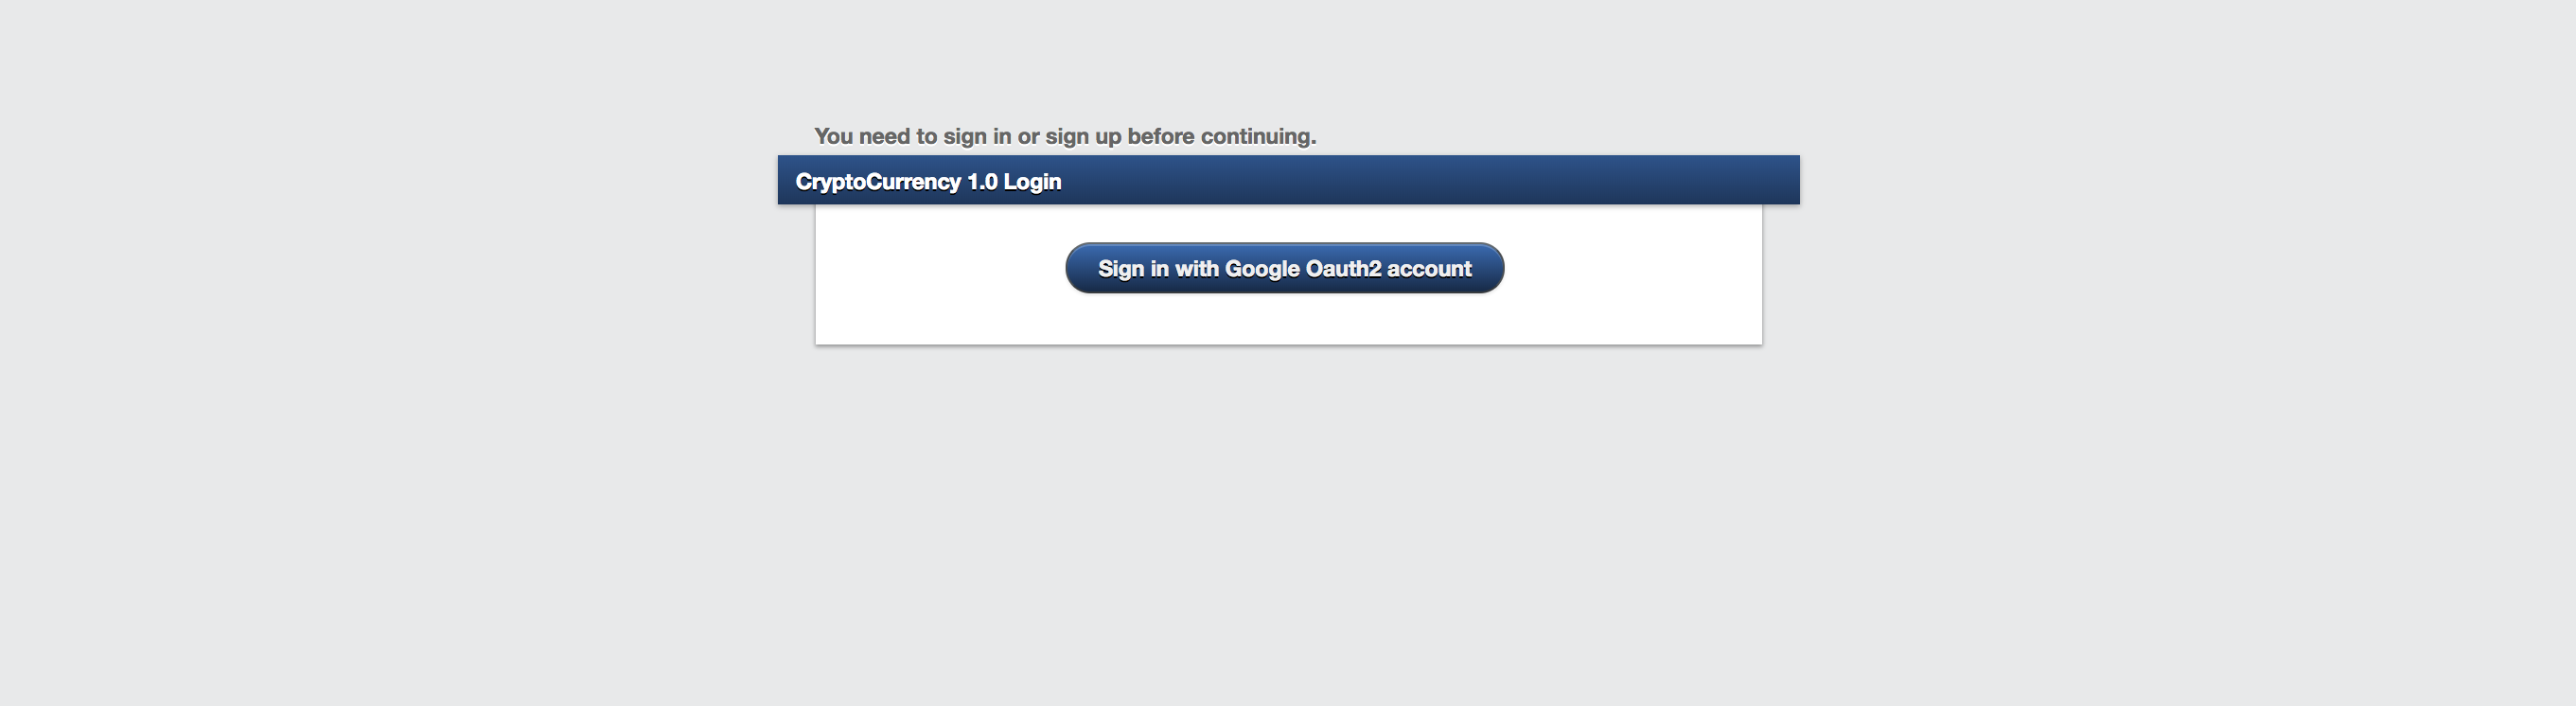 You need to sign in or sign up before continuing.
CryptoCurrency 1.0 Login
Sign in with Google Oauth2 account